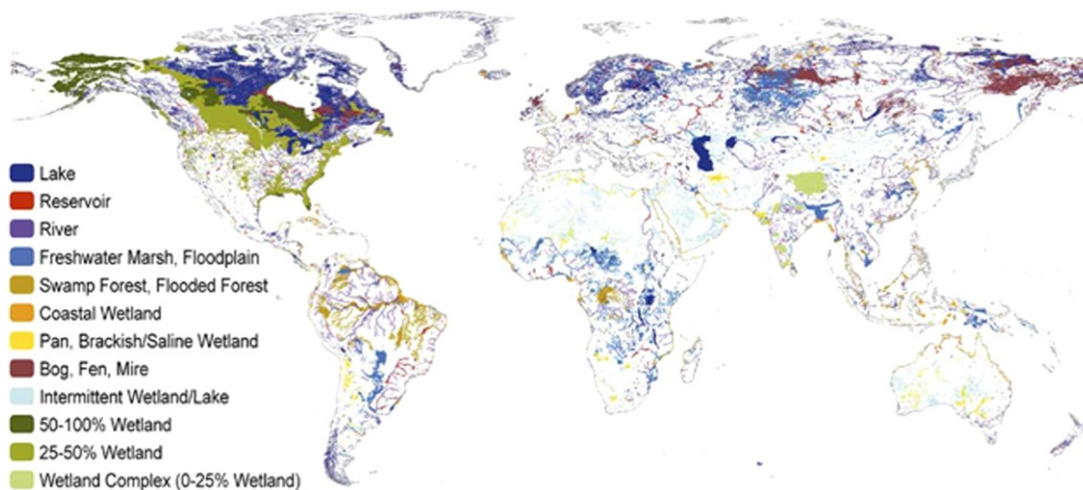 Lake
Reservoir
River
Freshwater Marsh, Floodplain
Swamp Forest, Flooded Forest
Coastal Wetland
Pan, Brackish/Saline Wetland
Bog, Fen, Mire
Intermittent Wetland/Lake
50-100% Wetland
25-50% Wetland
Wetland Complex (0-25% Wetland)